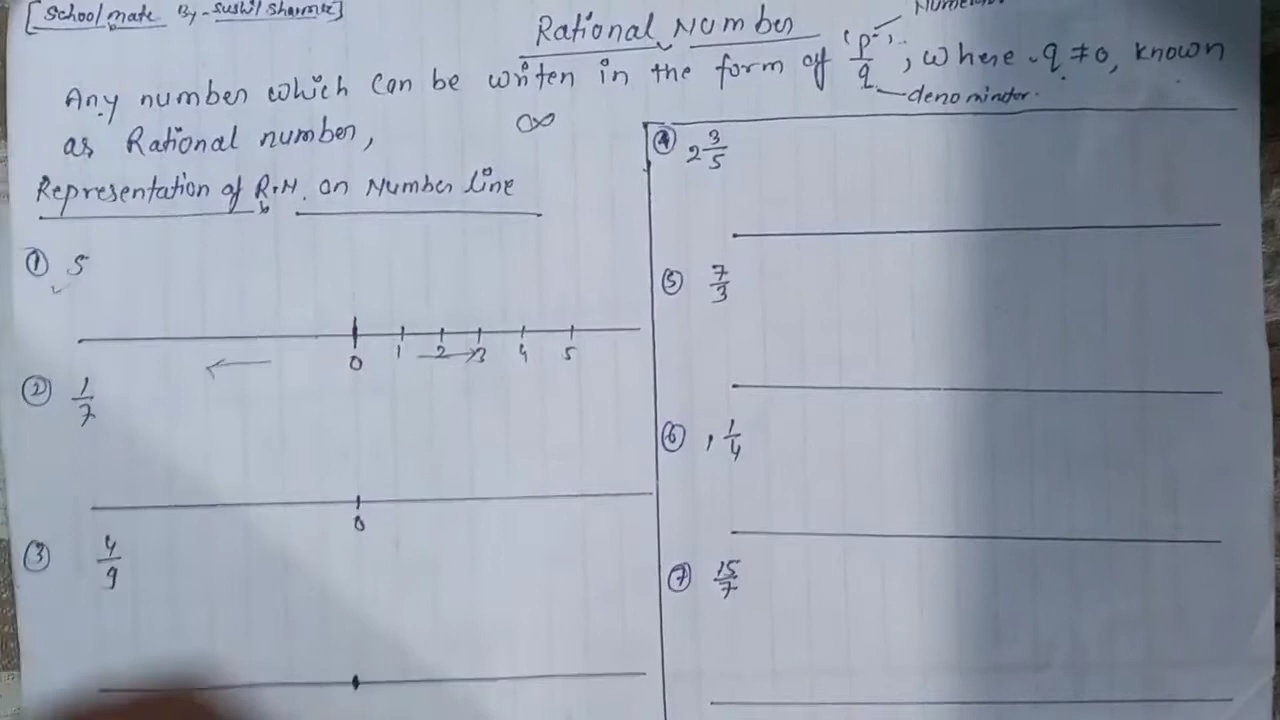 [School mate By - Sushil Sharma]
Rational Number
Any number which can be writen in the form of 'p/q', where q ≠ 0, known
denomindor.
as Rational number,
∞
Representation of R.N. on Number line
① 5
0 1 2 3 4 5
② 1/7
0
③ 4/9
④ 2 3/5
⑤ 7/3
⑥ 1 1/4
⑦ 15/7